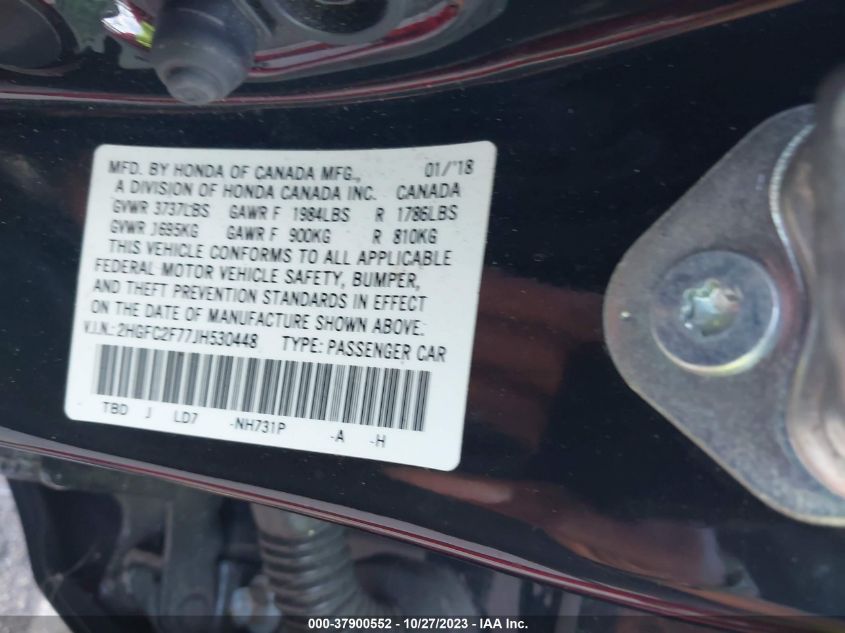 MFD. BY HONDA OF CANADA MFG., 01/'18
A DIVISION OF HONDA CANADA INC. CANADA
GVWR 3737LBS GAWR F 1984LBS R 1786LBS
GVWR 1695KG GAWR F 900KG R 810KG
THIS VEHICLE CONFORMS TO ALL APPLICABLE
FEDERAL MOTOR VEHICLE SAFETY, BUMPER,
AND THEFT PREVENTION STANDARDS IN EFFECT
ON THE DATE OF MANUFACTURE SHOWN ABOVE.
V.I.N.:2HGFC2F77JH530448 TYPE:PASSENGER CAR
TBD J LD7 -NH731P -A -H
000-37900552 / 10/27/2023 - IAA Inc.